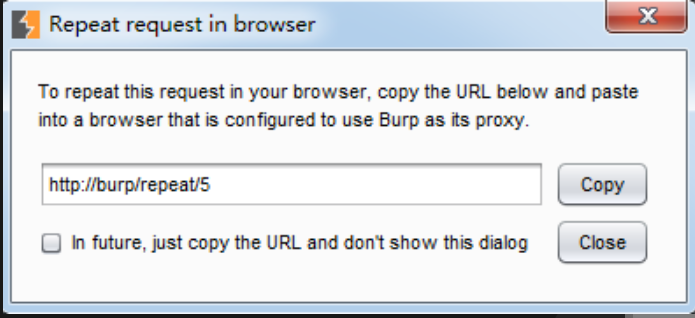 Repeat request in browser
To repeat this request in your browser, copy the URL below and paste
into a browser that is configured to use Burp as its proxy.
http://burp/repeat/5
Copy
In future, just copy the URL and don't show this dialog
Close